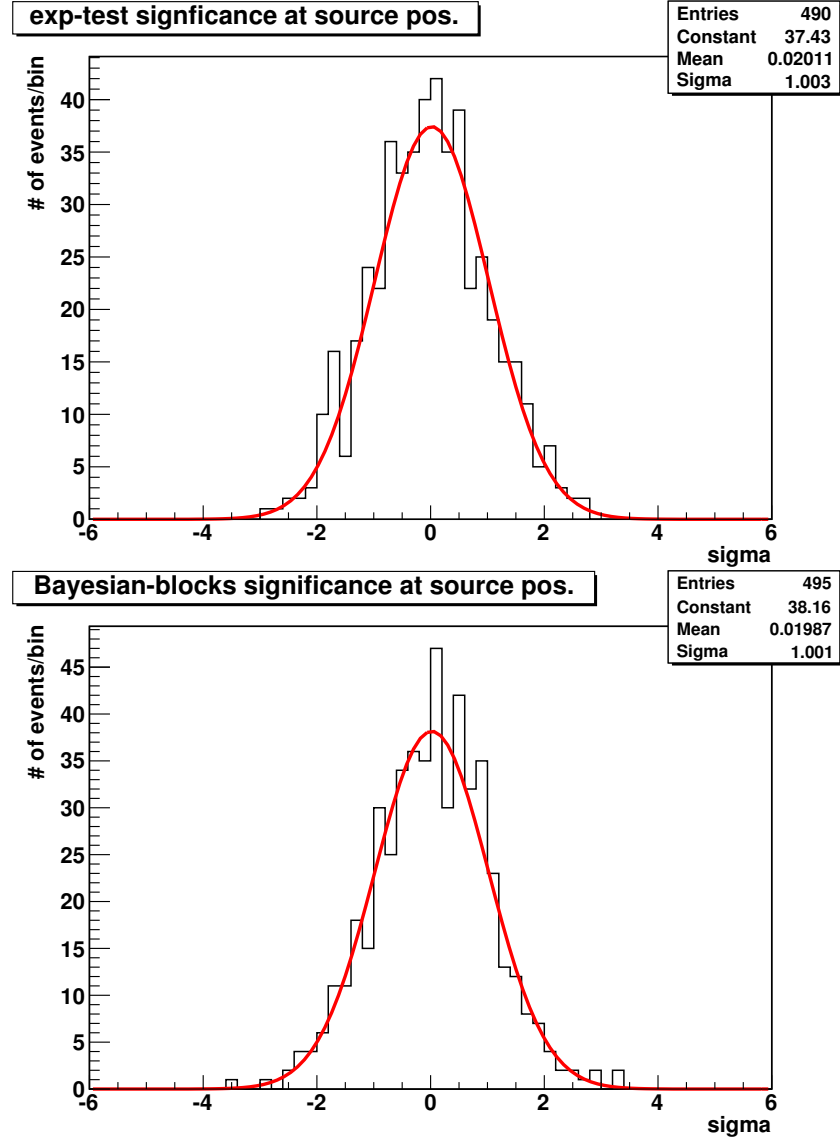 exp-test signficance at source pos.
Entries 490
Constant 37.43
Mean 0.02011
Sigma 1.003
# of events/bin
40
35
30
25
20
15
10
5
0
-6 -4 -2 0 2 4 6
sigma
Bayesian-blocks significance at source pos.
Entries 495
Constant 38.16
Mean 0.01987
Sigma 1.001
# of events/bin
45
40
35
30
25
20
15
10
5
0
-6 -4 -2 0 2 4 6
sigma